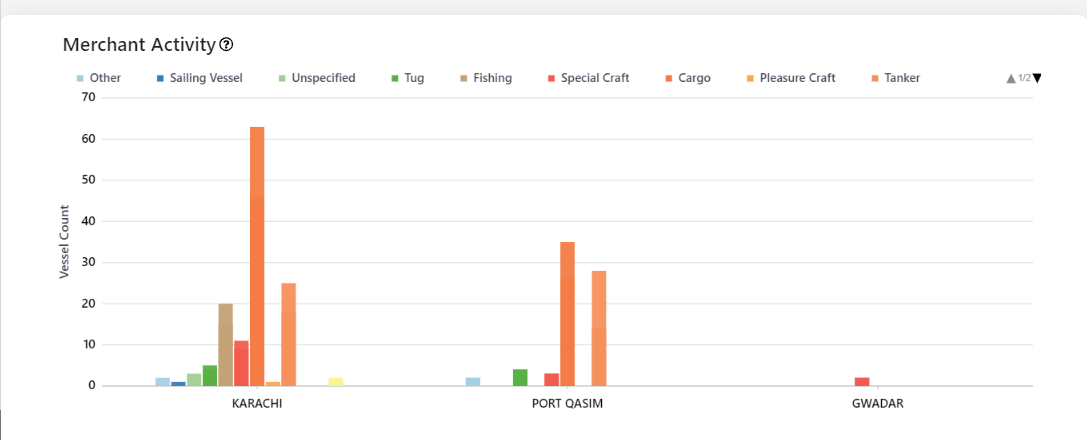 Merchant Activity?
Other Sailing Vessel Unspecified Tug Fishing Special Craft Cargo Pleasure Craft Tanker 1/2
70
60
50
40
30
20
10
0
Vessel Count
KARACHI PORT QASIM GWADAR